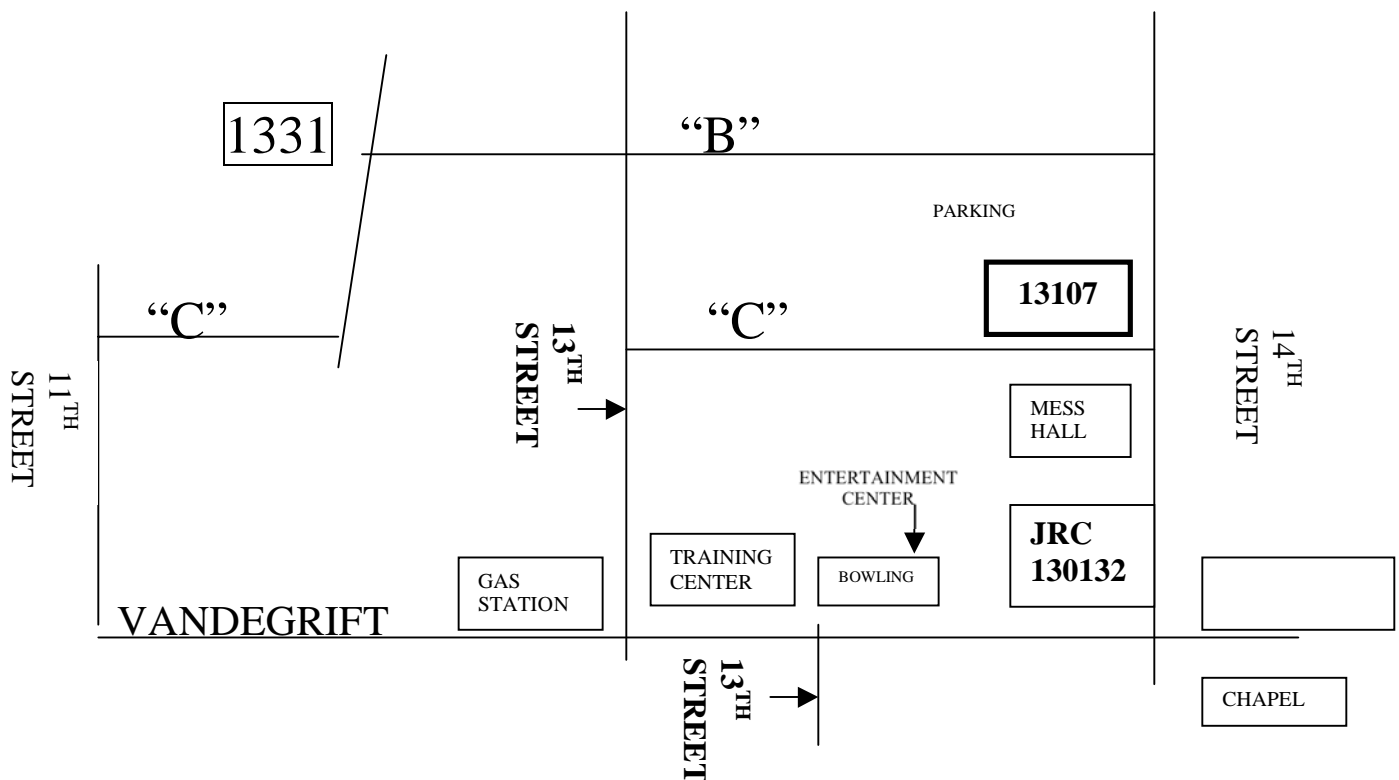 1331
“B”
PARKING
13107
“C”
“C”
13TH
STREET
14TH
STREET
11TH
STREET
MESS
HALL
ENTERTAINMENT
CENTER
JRC
130132
TRAINING
CENTER
BOWLING
GAS
STATION
VANDEGRIFT
13TH
STREET
CHAPEL